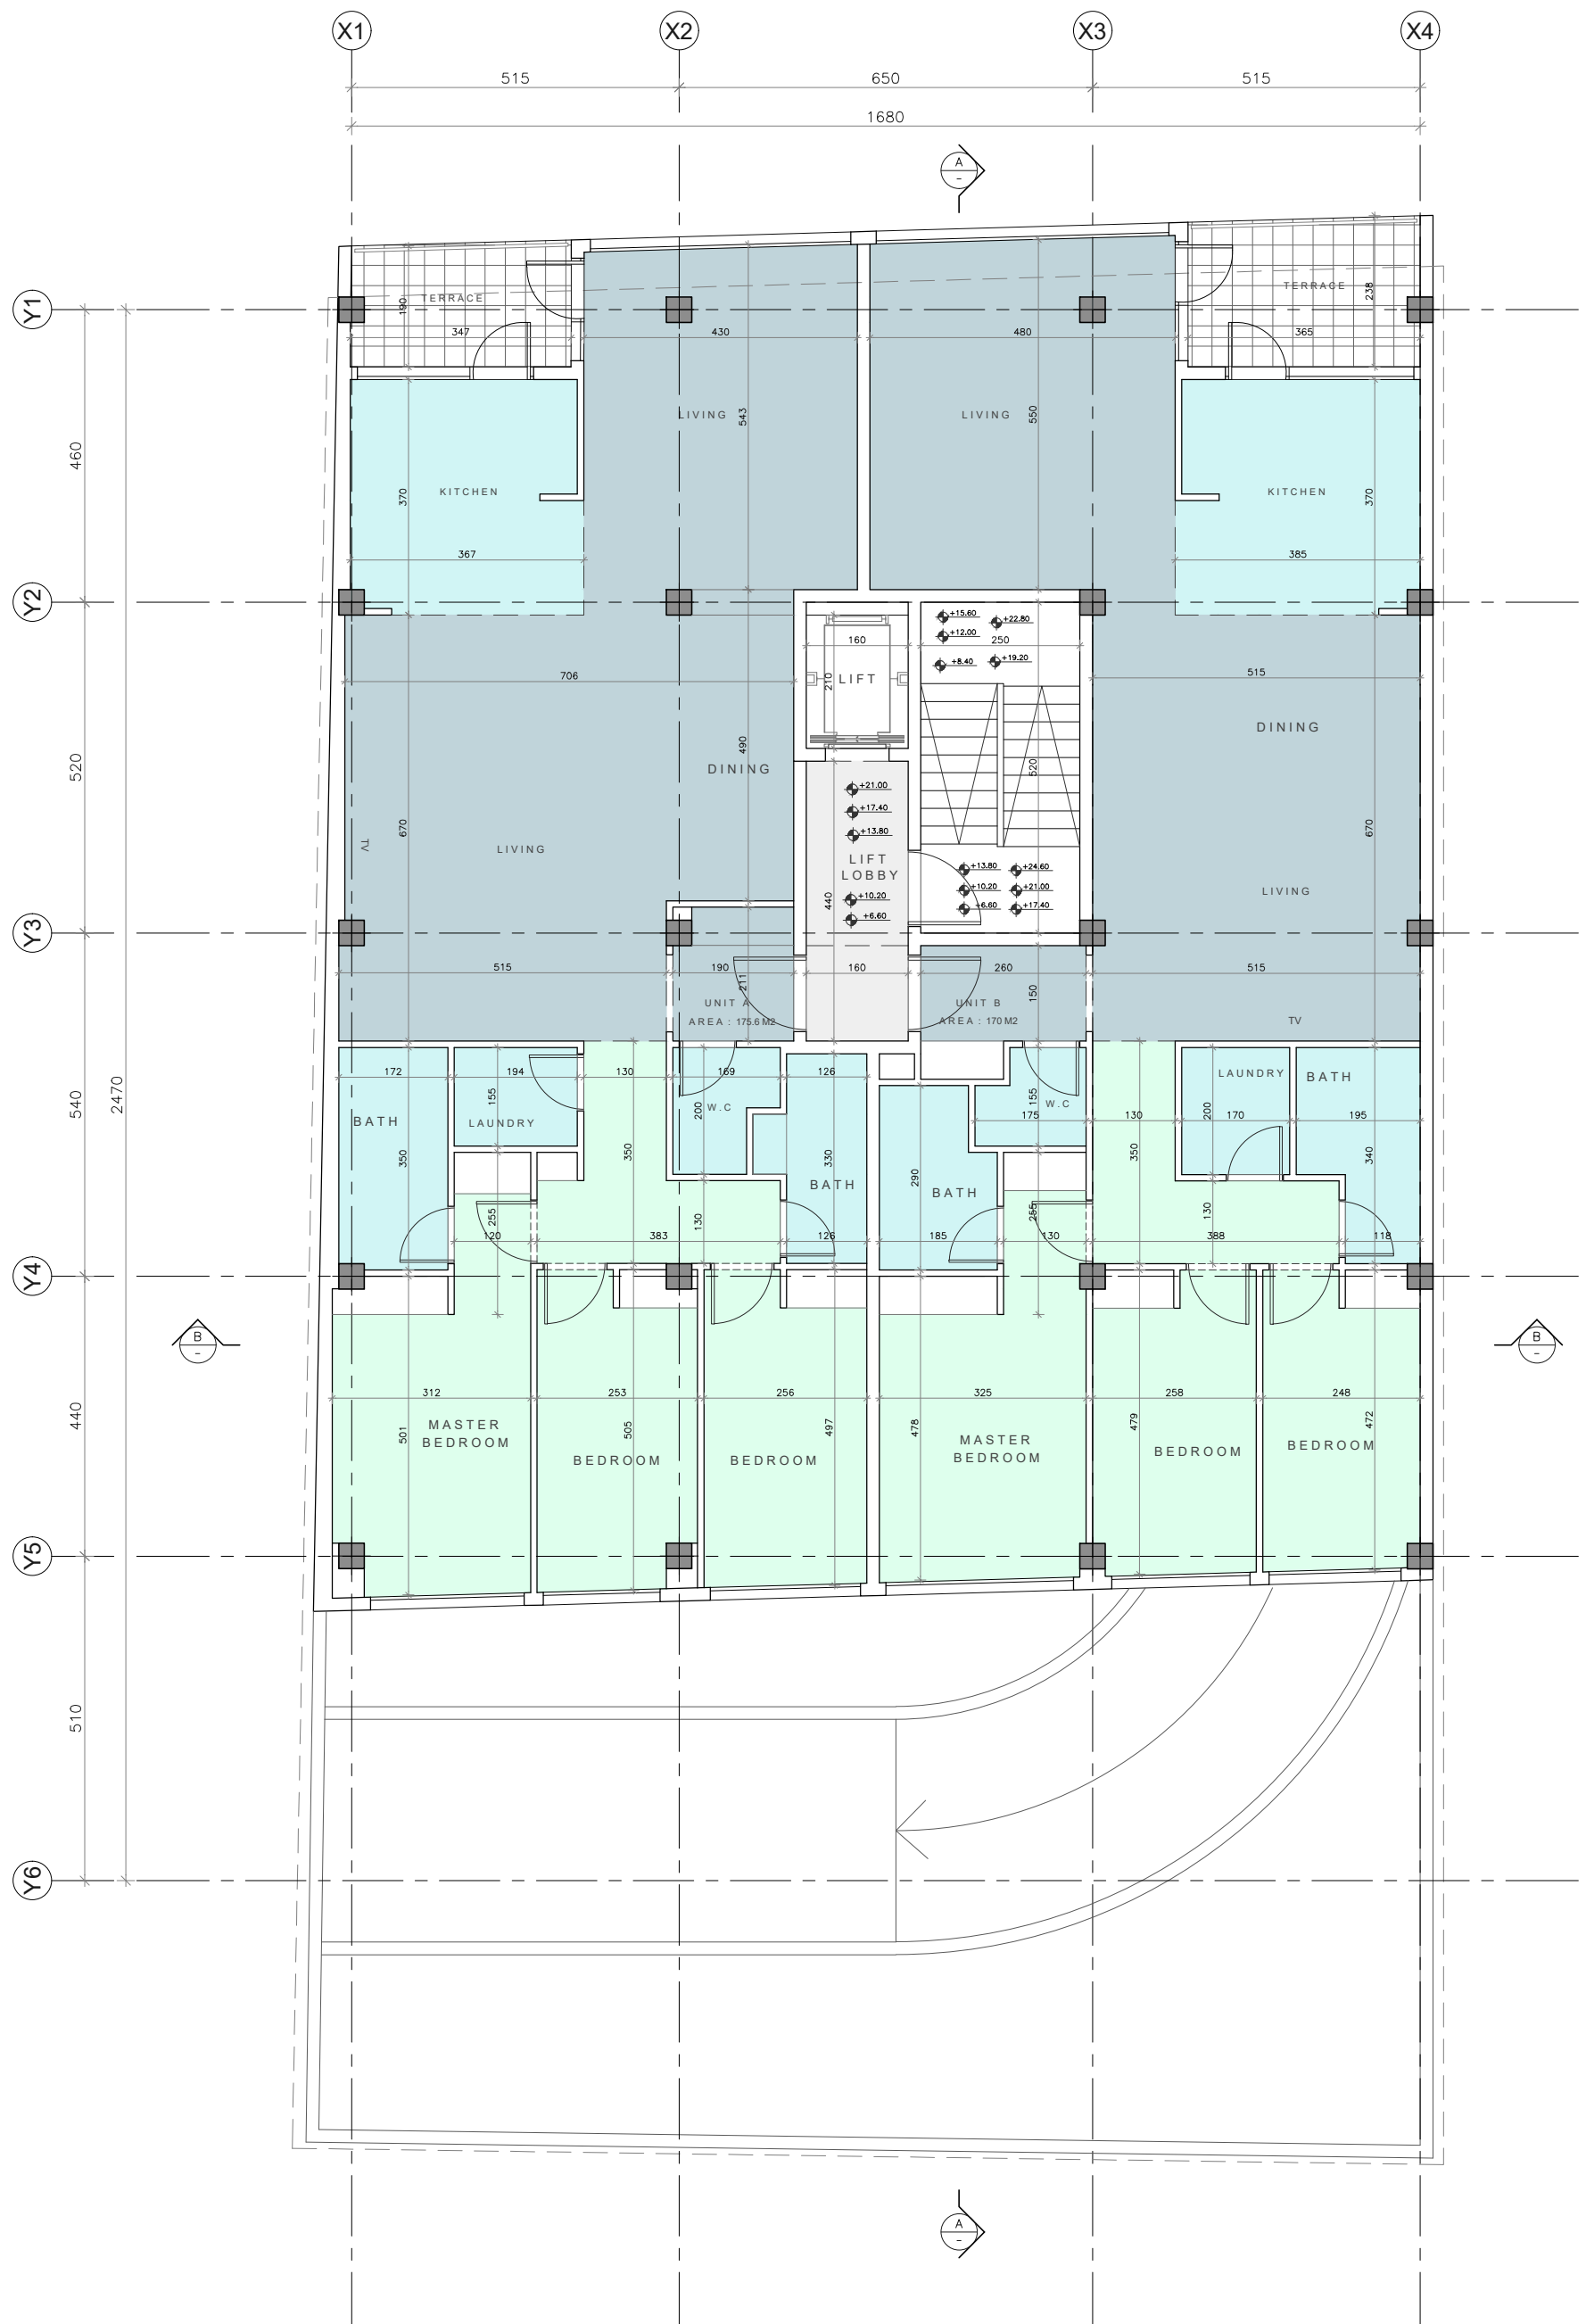 X1 X2 X3 X4
515 650 515
1680
A
-
Y1
Y2
Y3
Y4
Y5
Y6
460
520
540
440
510
2470
TERRACE
190
347
430
480
TERRACE
238
365
LIVING
543
LIVING
550
KITCHEN
370
367
KITCHEN
370
385
+15.60
+22.80
+12.00
+8.40
+19.20
160
250
210
LIFT
706
515
DINING
490
DINING
520
+21.00
+17.40
+13.80
LIFT
LOBBY
+10.20
+6.60
440
+13.80
+24.60
+10.20
+21.00
+6.60
+17.40
TV
670
LIVING
670
LIVING
515
190
160
260
515
211
150
UNIT A
AREA : 175.6 M2
UNIT B
AREA : 170 M2
TV
172
194
130
169
126
BATH
155
LAUNDRY
200
W.C
350
350
330
BATH
255
120
383
130
126
290
BATH
185
175
155
W.C
130
350
LAUNDRY
200
170
BATH
195
340
255
130
388
130
118
B
-
B
-
312
253
256
325
258
248
MASTER
BEDROOM
501
BEDROOM
505
BEDROOM
497
MASTER
BEDROOM
478
BEDROOM
479
BEDROOM
472
A
-